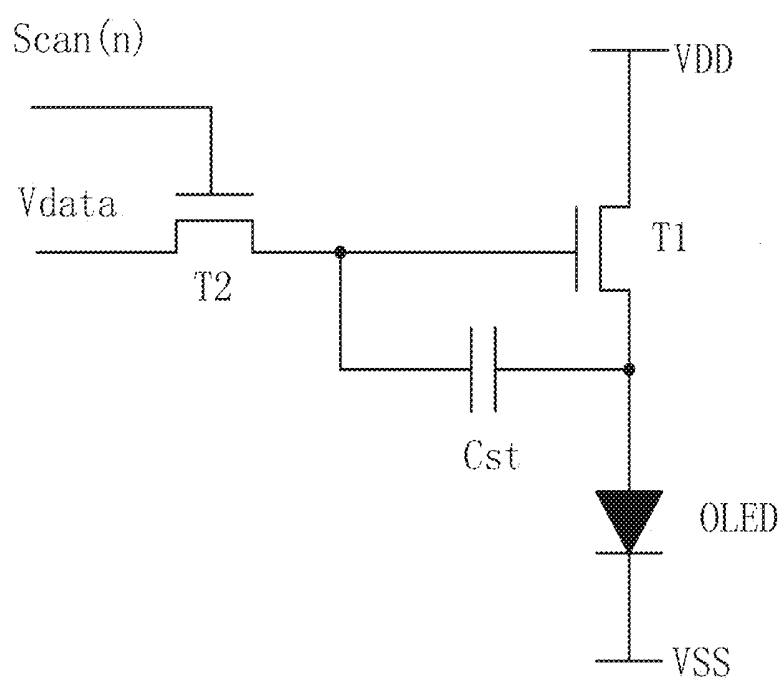 Scan(n)
VDD
Vdata
T1
T2
Cst
OLED
VSS